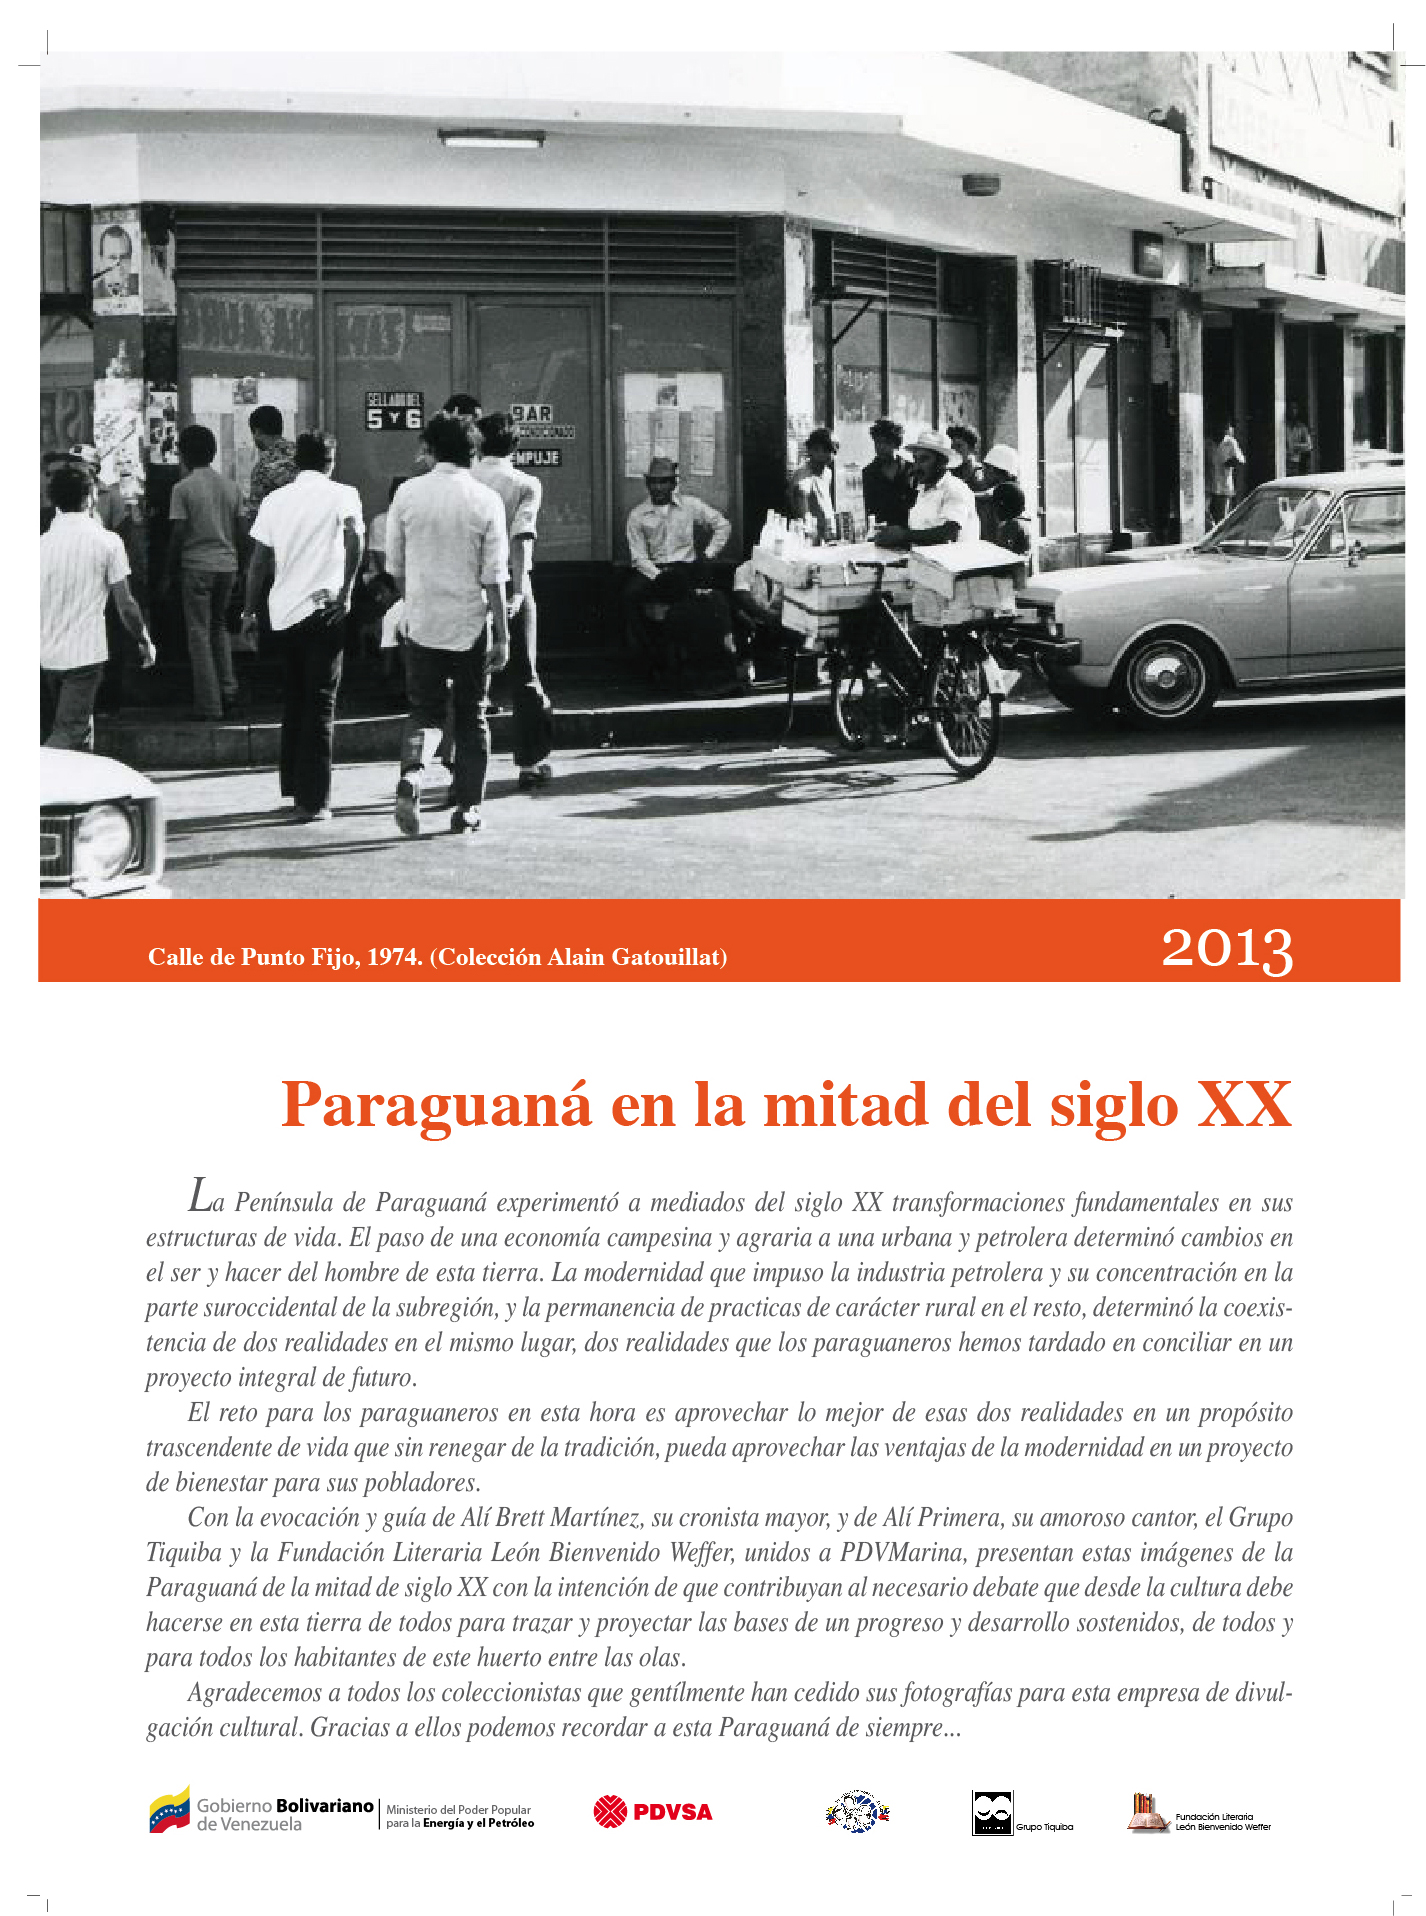 SELLADO DEL
5 Y 6
BAR
EMPUJE
Calle de Punto Fijo, 1974. (Colección Alain Gatouillat)
2013
Paraguaná en la mitad del siglo XX
La Península de Paraguaná experimentó a mediados del siglo XX transformaciones fundamentales en sus
estructuras de vida. El paso de una economía campesina y agraria a una urbana y petrolera determinó cambios en
el ser y hacer del hombre de esta tierra. La modernidad que impuso la industria petrolera y su concentración en la
parte suroccidental de la subregión, y la permanencia de practicas de carácter rural en el resto, determinó la coexis-
tencia de dos realidades en el mismo lugar, dos realidades que los paraguaneros hemos tardado en conciliar en un
proyecto integral de futuro.
El reto para los paraguaneros en esta hora es aprovechar lo mejor de esas dos realidades en un propósito
trascendente de vida que sin renegar de la tradición, pueda aprovechar las ventajas de la modernidad en un proyecto
de bienestar para sus pobladores.
Con la evocación y guía de Alí Brett Martínez, su cronista mayor, y de Alí Primera, su amoroso cantor, el Grupo
Tiquiba y la Fundación Literaria León Bienvenido Weffer, unidos a PDVMarina, presentan estas imágenes de la
Paraguaná de la mitad de siglo XX con la intención de que contribuyan al necesario debate que desde la cultura debe
hacerse en esta tierra de todos para trazar y proyectar las bases de un progreso y desarrollo sostenidos, de todos y
para todos los habitantes de este huerto entre las olas.
Agradecemos a todos los coleccionistas que gentílmente han cedido sus fotografías para esta empresa de divul-
gación cultural. Gracias a ellos podemos recordar a esta Paraguaná de siempre...
Gobierno Bolivariano
de Venezuela
Ministerio del Poder Popular
para la Energía y el Petróleo
PDVSA
Grupo Tiquiba
Fundación Literaria
León Bienvenido Weffer